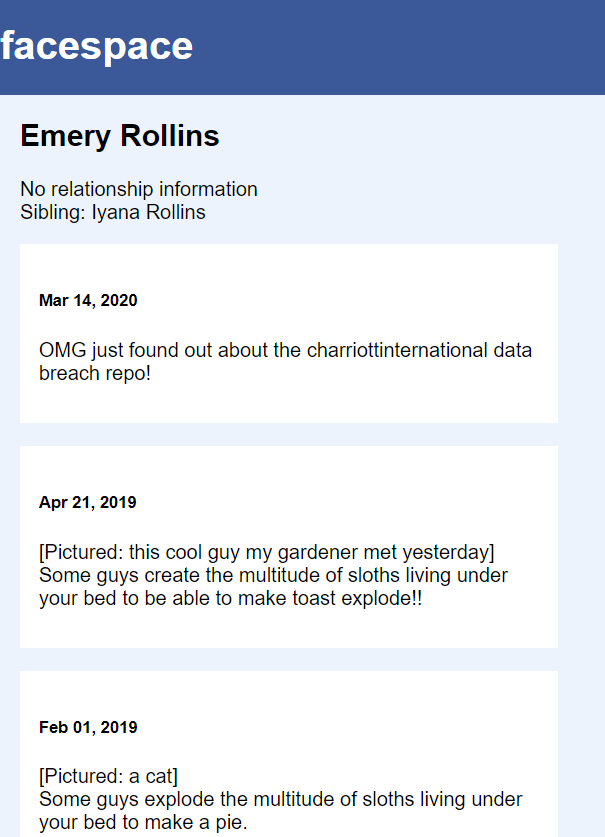 facespace
Emery Rollins
No relationship information
Sibling: Iyana Rollins
Mar 14, 2020
OMG just found out about the charriottinternational data
breach repo!
Apr 21, 2019
[Pictured: this cool guy my gardener met yesterday]
Some guys create the multitude of sloths living under
your bed to be able to make toast explode!!
Feb 01, 2019
[Pictured: a cat]
Some guys explode the multitude of sloths living under
your bed to make a pie.